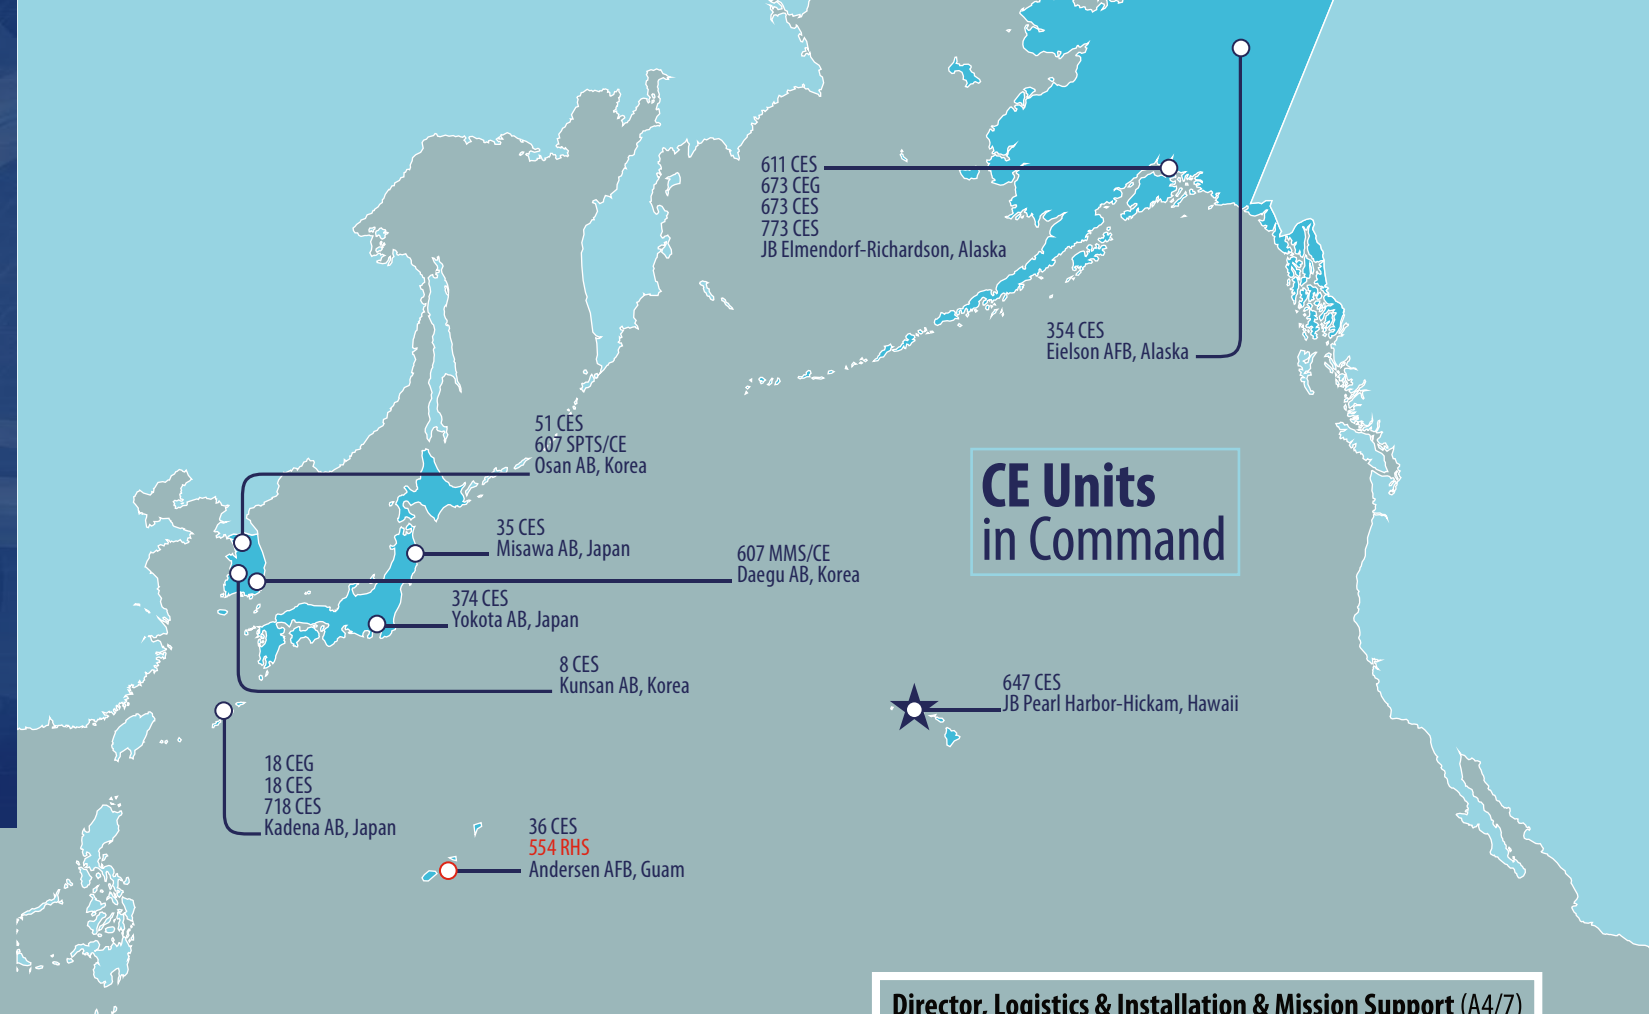 611 CES
673 CEG
673 CES
773 CES
JB Elmendorf-Richardson, Alaska
354 CES
Eielson AFB, Alaska
51 CES
607 SPTS/CE
Osan AB, Korea
CE Units
in Command
35 CES
Misawa AB, Japan
607 MMS/CE
Daegu AB, Korea
374 CES
Yokota AB, Japan
8 CES
Kunsan AB, Korea
647 CES
JB Pearl Harbor-Hickam, Hawaii
18 CEG
18 CES
718 CES
Kadena AB, Japan
36 CES
554 RHS
Andersen AFB, Guam
Director, Logistics & Installation & Mission Support (A4/7)